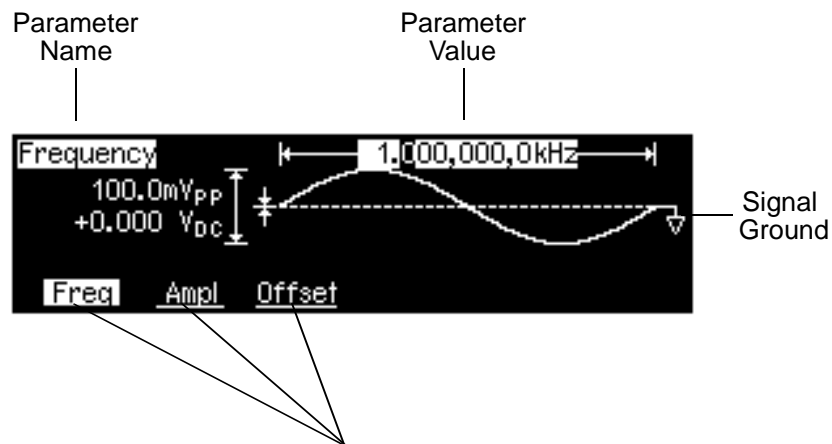 Parameter
Name
Parameter
Value
Frequency
1.000,000,0kHz
100.0mVPP
+0.000 VDC
Signal
Ground
Freq
Ampl
Offset